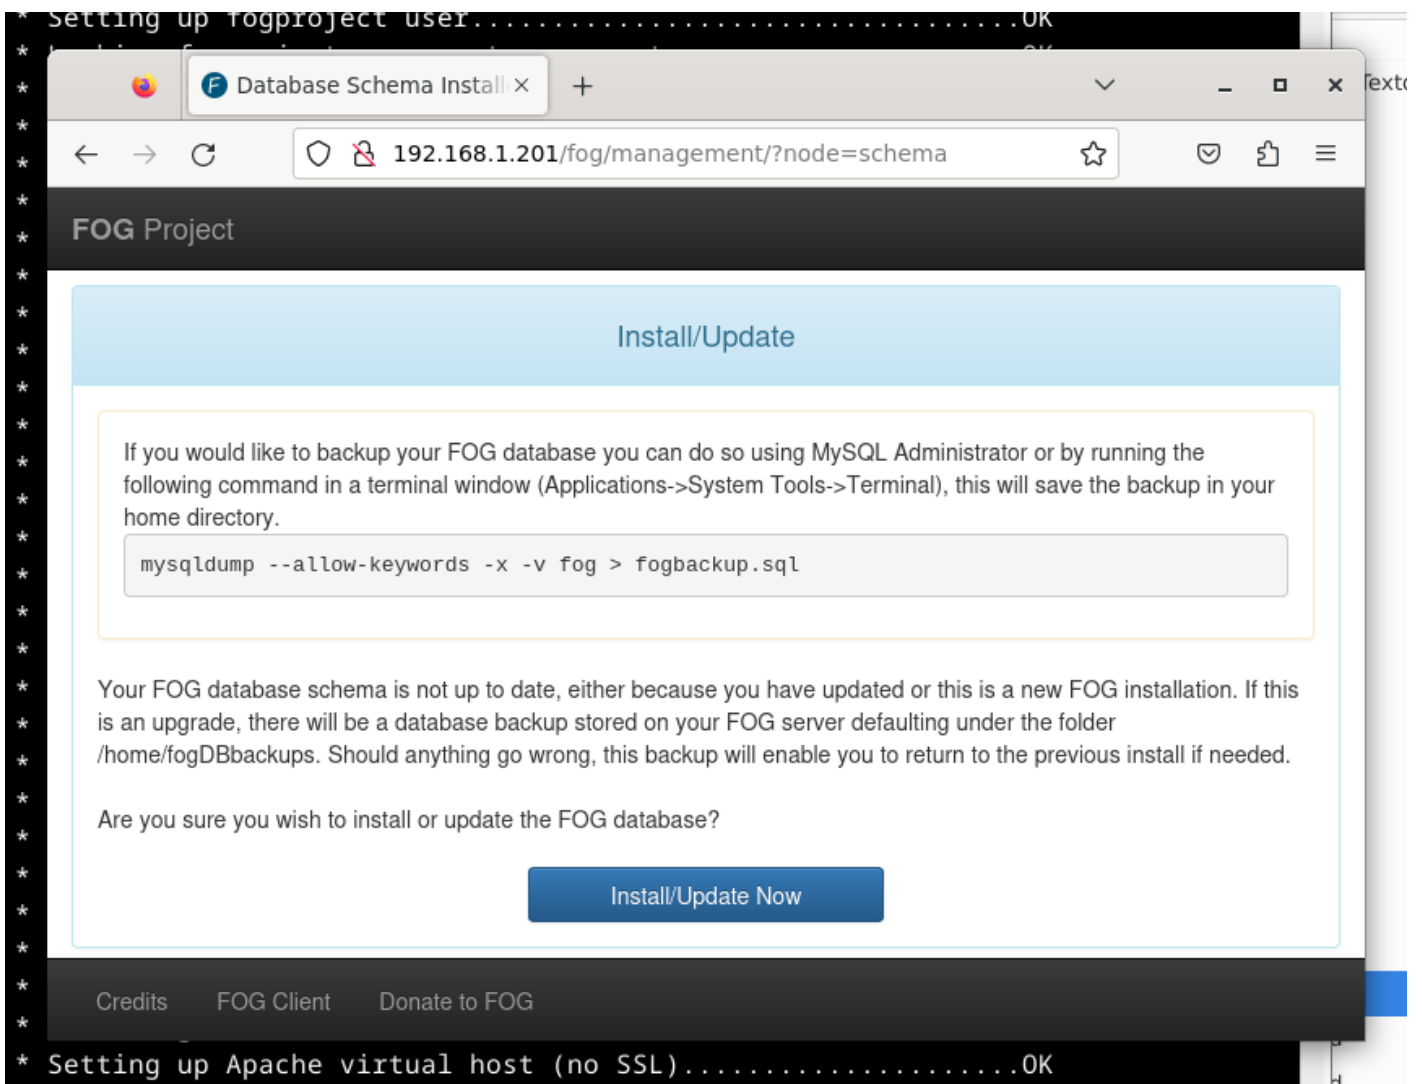 * Setting up fogproject user.................................OK
Database Schema Install
Texto
192.168.1.201/fog/management/?node=schema
FOG Project
Install/Update
If you would like to backup your FOG database you can do so using MySQL Administrator or by running the
following command in a terminal window (Applications->System Tools->Terminal), this will save the backup in your
home directory.
mysqldump --allow-keywords -x -v fog > fogbackup.sql
Your FOG database schema is not up to date, either because you have updated or this is a new FOG installation. If this
is an upgrade, there will be a database backup stored on your FOG server defaulting under the folder
/home/fogDBbackups. Should anything go wrong, this backup will enable you to return to the previous install if needed.
Are you sure you wish to install or update the FOG database?
Install/Update Now
Credits FOG Client Donate to FOG
* Setting up Apache virtual host (no SSL).....................OK